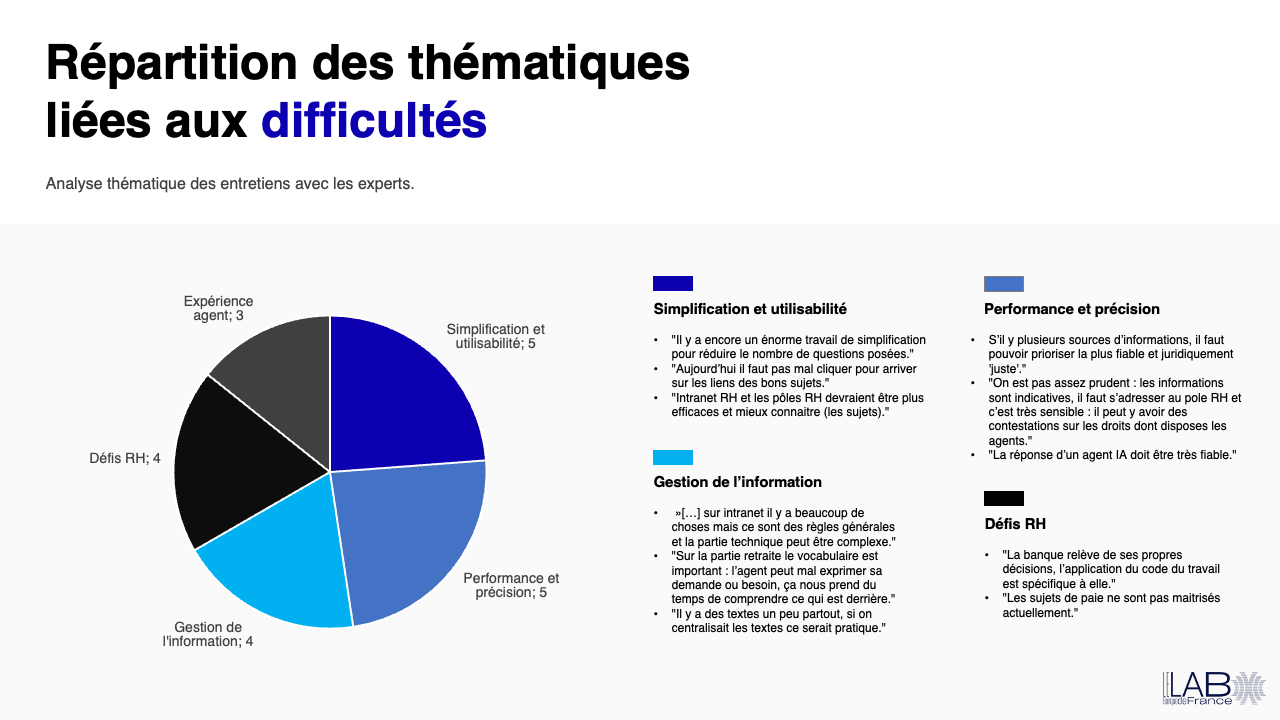 Répartition des thématiques
liées aux difficultés
Analyse thématique des entretiens avec les experts.
Expérience
agent; 3
Simplification et
utilisabilité; 5
Défis RH; 4
Performance et
précision; 5
Gestion de
l'information; 4
Simplification et utilisabilité
• "Il y a encore un énorme travail de simplification
pour réduire le nombre de questions posées."
• "Aujourd’hui il faut pas mal cliquer pour arriver
sur les liens des bons sujets."
• "Intranet RH et les pôles RH devraient être plus
efficaces et mieux connaitre (les sujets)."
Gestion de l’information
• »[…] sur intranet il y a beaucoup de
choses mais ce sont des règles générales
et la partie technique peut être complexe."
• "Sur la partie retraite le vocabulaire est
important : l’agent peut mal exprimer sa
demande ou besoin, ça nous prend du
temps de comprendre ce qui est derrière."
• "Il y a des textes un peu partout, si on
centralisait les textes ce serait pratique."
Performance et précision
• S’il y plusieurs sources d’informations, il faut
pouvoir prioriser la plus fiable et juridiquement
'juste'."
• "On est pas assez prudent : les informations
sont indicatives, il faut s’adresser au pole RH et
c’est très sensible : il peut y avoir des
contestations sur les droits dont disposes les
agents."
• "La réponse d’un agent IA doit être très fiable."
Défis RH
• "La banque relève de ses propres
décisions, l’application du code du travail
est spécifique à elle."
• "Les sujets de paie ne sont pas maitrisés
actuellement."
LAB
Banque de France